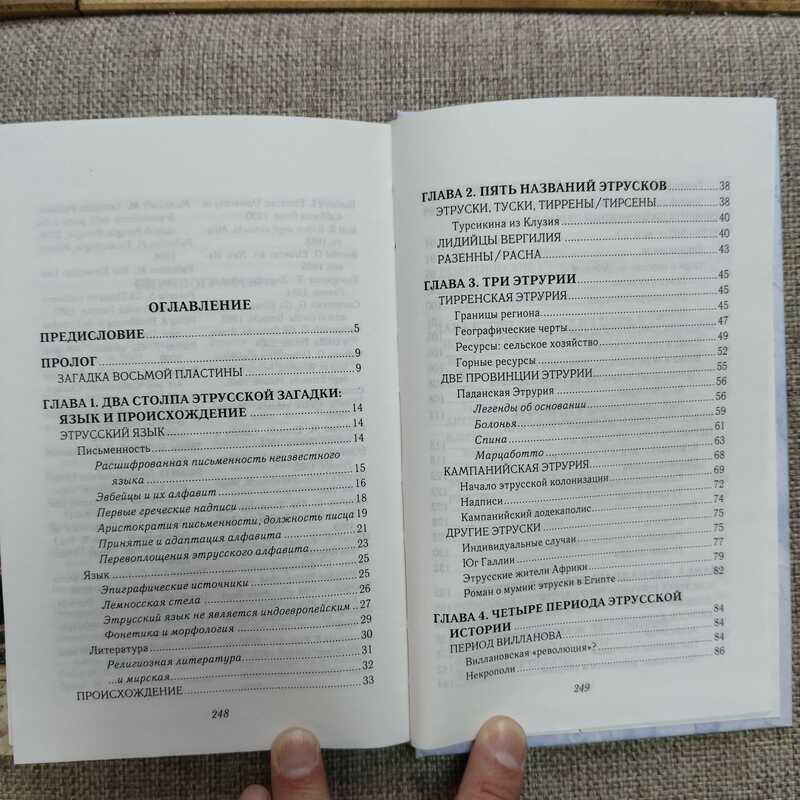 ОГЛАВЛЕНИЕ
ПРЕДИСЛОВИЕ 5
ПРОЛОГ 9
ЗАГАДКА ВОСЬМОЙ ПЛАСТИНЫ 9
ГЛАВА 1. ДВА СТОЛПА ЭТРУССКОЙ ЗАГАДКИ:
ЯЗЫК И ПРОИСХОЖДЕНИЕ 14
ЭТРУССКИЙ ЯЗЫК 14
Письменность 14
Расшифрованная письменность неизвестного
языка 15
Эвбейцы и их алфавит 16
Первые греческие надписи 18
Аристократия письменности, должность писца 19
Принятие и адаптация алфавита 21
Перевоплощения этрусского алфавита 23
Язык 25
Эпиграфические источники 25
Лемносская стела 26
Этрусский язык не является индоевропейским 27
Фонетика и морфология 29
Литература 30
Религиозная литература 31
...и мирская 32
ПРОИСХОЖДЕНИЕ 33
248
ГЛАВА 2. ПЯТЬ НАЗВАНИЙ ЭТРУСКОВ 38
ЭТРУСКИ, ТУСКИ, ТИРРЕНЫ/ТИРСЕНЫ 38
Турсикина из Клузия 40
ЛИДИЙЦЫ ВЕРГИЛИЯ 40
РАЗЕННЫ/РАСНА 43
ГЛАВА 3. ТРИ ЭТРУРИИ 45
ТИРРЕНСКАЯ ЭТРУРИЯ 45
Границы региона 45
Географические черты 47
Ресурсы: сельское хозяйство 49
Горные ресурсы 52
ДВЕ ПРОВИНЦИИ ЭТРУРИИ 55
Паданская Этрурия 56
Легенды об основании 56
Болонья 59
Спина 61
Марцаботто 63
КАМПАНИЙСКАЯ ЭТРУРИЯ 68
Начало этрусской колонизации 69
Надписи 72
Кампанийский додекаполис 74
ДРУГИЕ ЭТРУСКИ 75
Индивидуальные случаи 75
Юг Галлии 77
Этрусские жители Африки 79
Роман о мумии: этруски в Египте 82
ГЛАВА 4. ЧЕТЫРЕ ПЕРИОДА ЭТРУССКОЙ
ИСТОРИИ 84
ПЕРИОД ВИЛЛАНОВА 84
Виллановская «революция»? 84
Некрополи 86
249